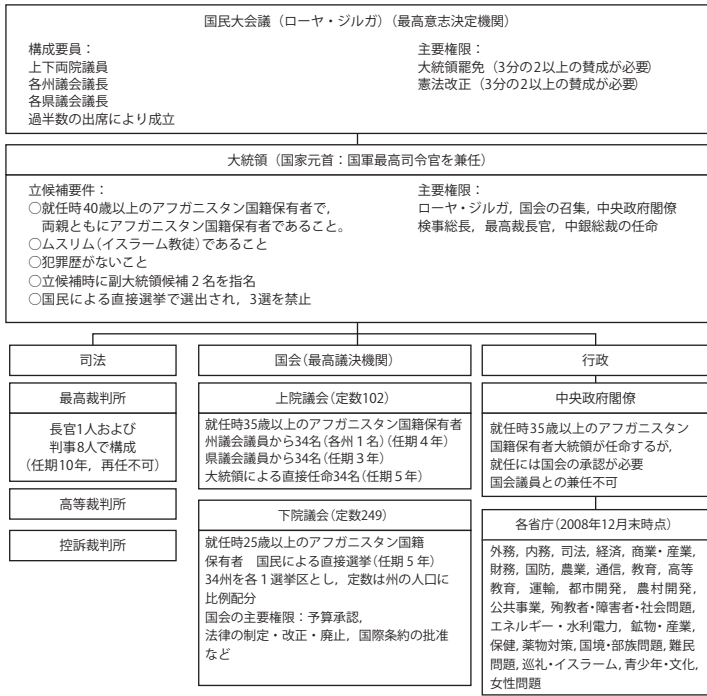 国民大会議（ローヤ・ジルガ）（最高意志決定機関）
構成要員：
上下両院議員
各州議会議長
各県議会議長
過半数の出席により成立
主要権限：
大統領罷免（3分の2以上の賛成が必要）
憲法改正（3分の2以上の賛成が必要）
大統領（国家元首：国軍最高司令官を兼任）
立候補要件：
○就任時40歳以上のアフガニスタン国籍保有者で，
両親ともにアフガニスタン国籍保有者であること。
○ムスリム（イスラーム教徒）であること
○犯罪歴がないこと
○立候補時に副大統領候補２名を指名
○国民による直接選挙で選出され，3選を禁止
主要権限：
ローヤ・ジルガ，国会の召集，中央政府閣僚
検事総長，最高裁長官，中銀総裁の任命
司法
最高裁判所
長官1人および
判事8人で構成
（任期10年，再任不可）
高等裁判所
控訴裁判所
国会（最高議決機関）
上院議会（定数102）
就任時35歳以上のアフガニスタン国籍保有者
州議会議員から34名（各州１名）（任期４年）
県議会議員から34名（任期３年）
大統領による直接任命34名（任期５年）
下院議会（定数249）
就任時25歳以上のアフガニスタン国籍
保有者　国民による直接選挙（任期５年）
34州を各１選挙区とし，定数は州の人口に
比例配分
国会の主要権限：予算承認，
法律の制定・改正・廃止，国際条約の批准
など
行政
中央政府閣僚
就任時35歳以上のアフガニスタン
国籍保有者大統領が任命するが，
就任には国会の承認が必要
国会議員との兼任不可
各省庁（2008年12月末時点）
外務，内務，司法，経済，商業・産業，
財務，国防，農業，通信，教育，高等
教育，運輸，都市開発，農村開発，
公共事業，殉教者・障害者・社会問題，
エネルギー・水利電力，鉱物・産業，
保健，薬物対策，国境・部族問題，難民
問題，巡礼・イスラーム，青少年・文化，
女性問題